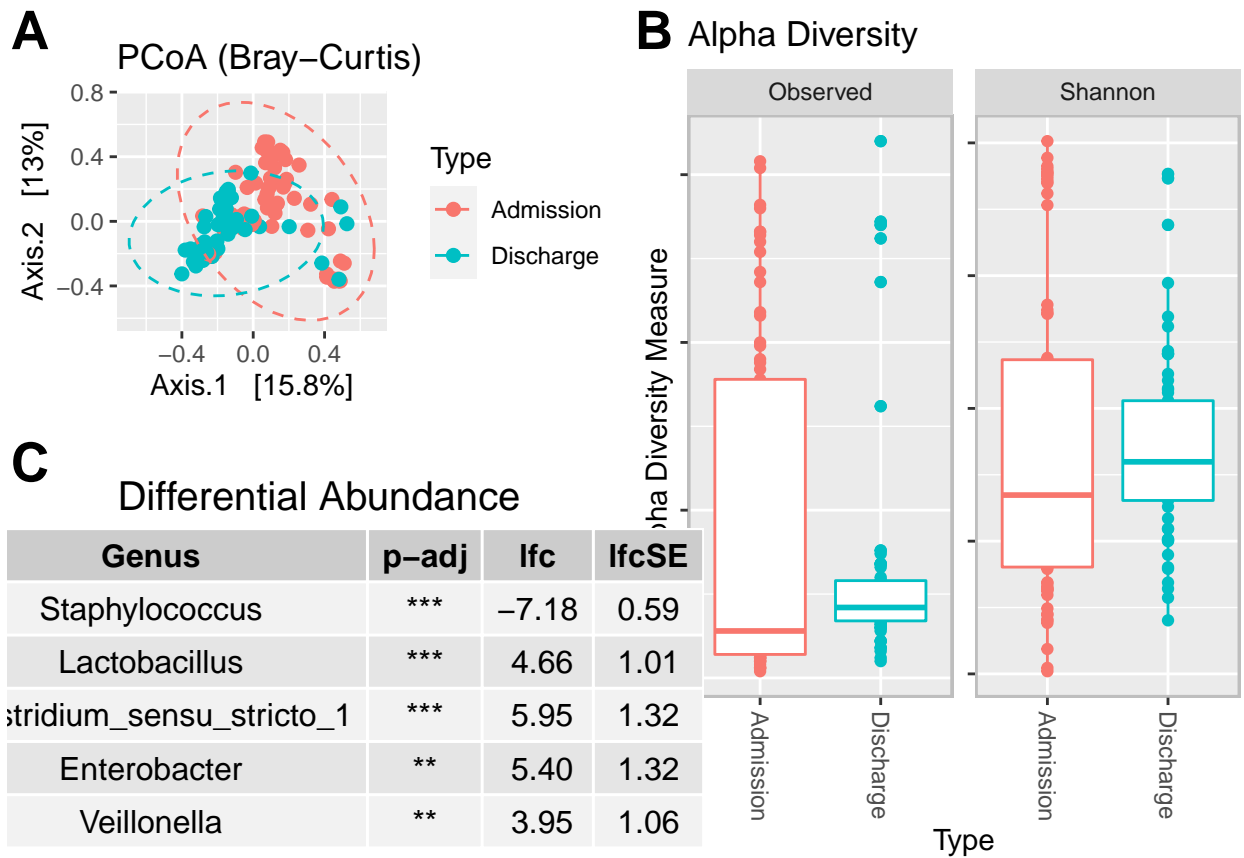 A
PCoA (Bray−Curtis)
0.8
0.4
0.0
−0.4
Axis.2 [13%]
−0.4 0.0 0.4
Axis.1 [15.8%]
Type
Admission
Discharge
B Alpha Diversity
Observed Shannon
pha Diversity Measure
Admission Discharge Admission Discharge
Type
C
Differential Abundance
Genus p−adj lfc lfcSE
Staphylococcus *** −7.18 0.59
Lactobacillus *** 4.66 1.01
stridium_sensu_stricto_1 *** 5.95 1.32
Enterobacter ** 5.40 1.32
Veillonella ** 3.95 1.06